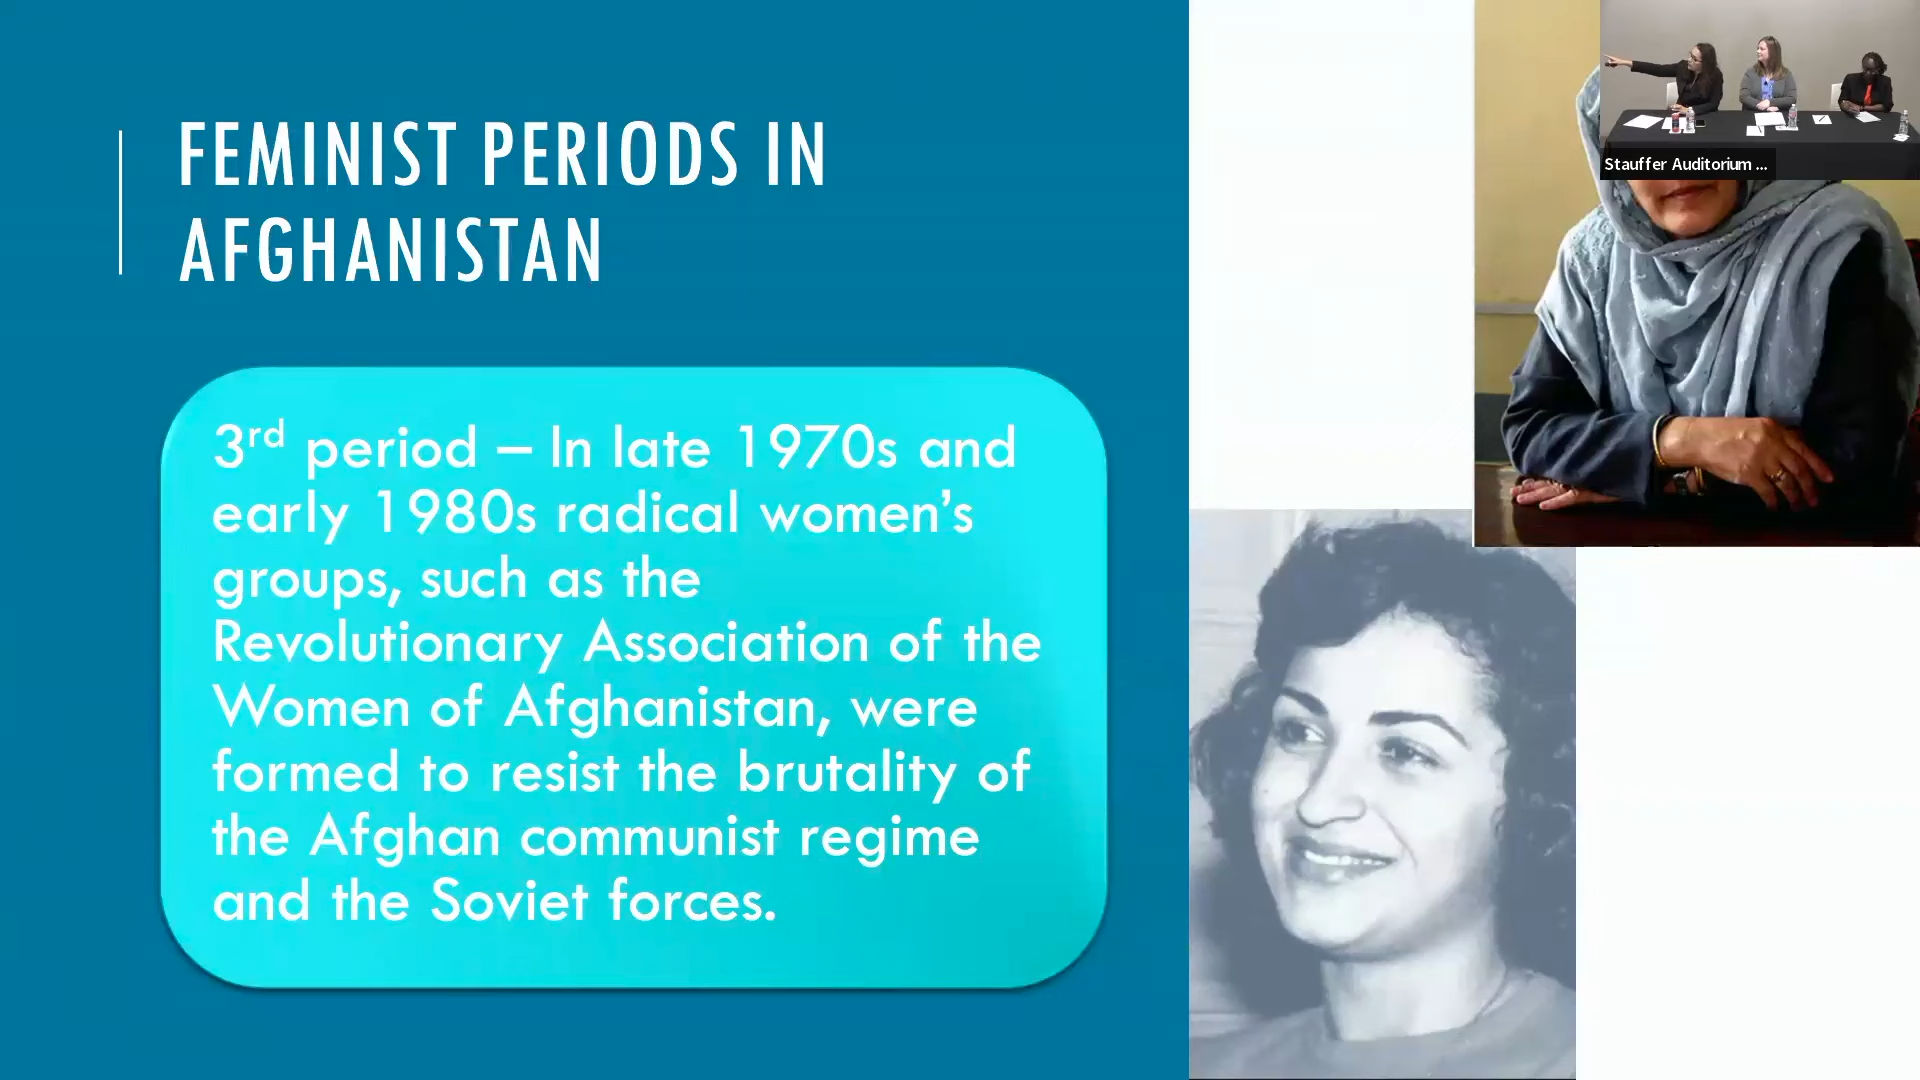 FEMINIST PERIODS IN
AFGHANISTAN
3rd period – In late 1970s and
early 1980s radical women’s
groups, such as the
Revolutionary Association of the
Women of Afghanistan, were
formed to resist the brutality of
the Afghan communist regime
and the Soviet forces.
Stauffer Auditorium ...